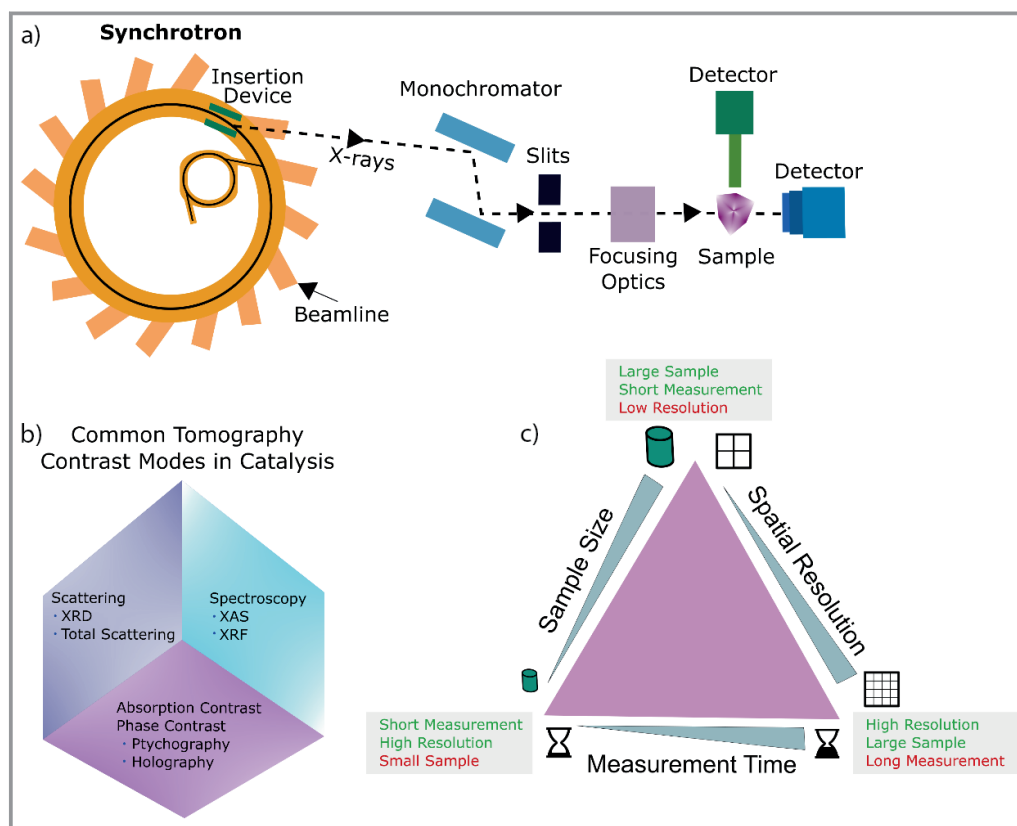 a)
Synchrotron
Insertion
Device
X-rays
Monochromator
Slits
Focusing
Optics
Detector
Sample
Detector
Beamline
b)
Common Tomography
Contrast Modes in Catalysis
Scattering
· XRD
· Total Scattering
Spectroscopy
· XAS
· XRF
Absorption Contrast
Phase Contrast
· Ptychography
· Holography
c)
Large Sample
Short Measurement
Low Resolution
Sample Size
Spatial Resolution
Short Measurement
High Resolution
Small Sample
Measurement Time
High Resolution
Large Sample
Long Measurement